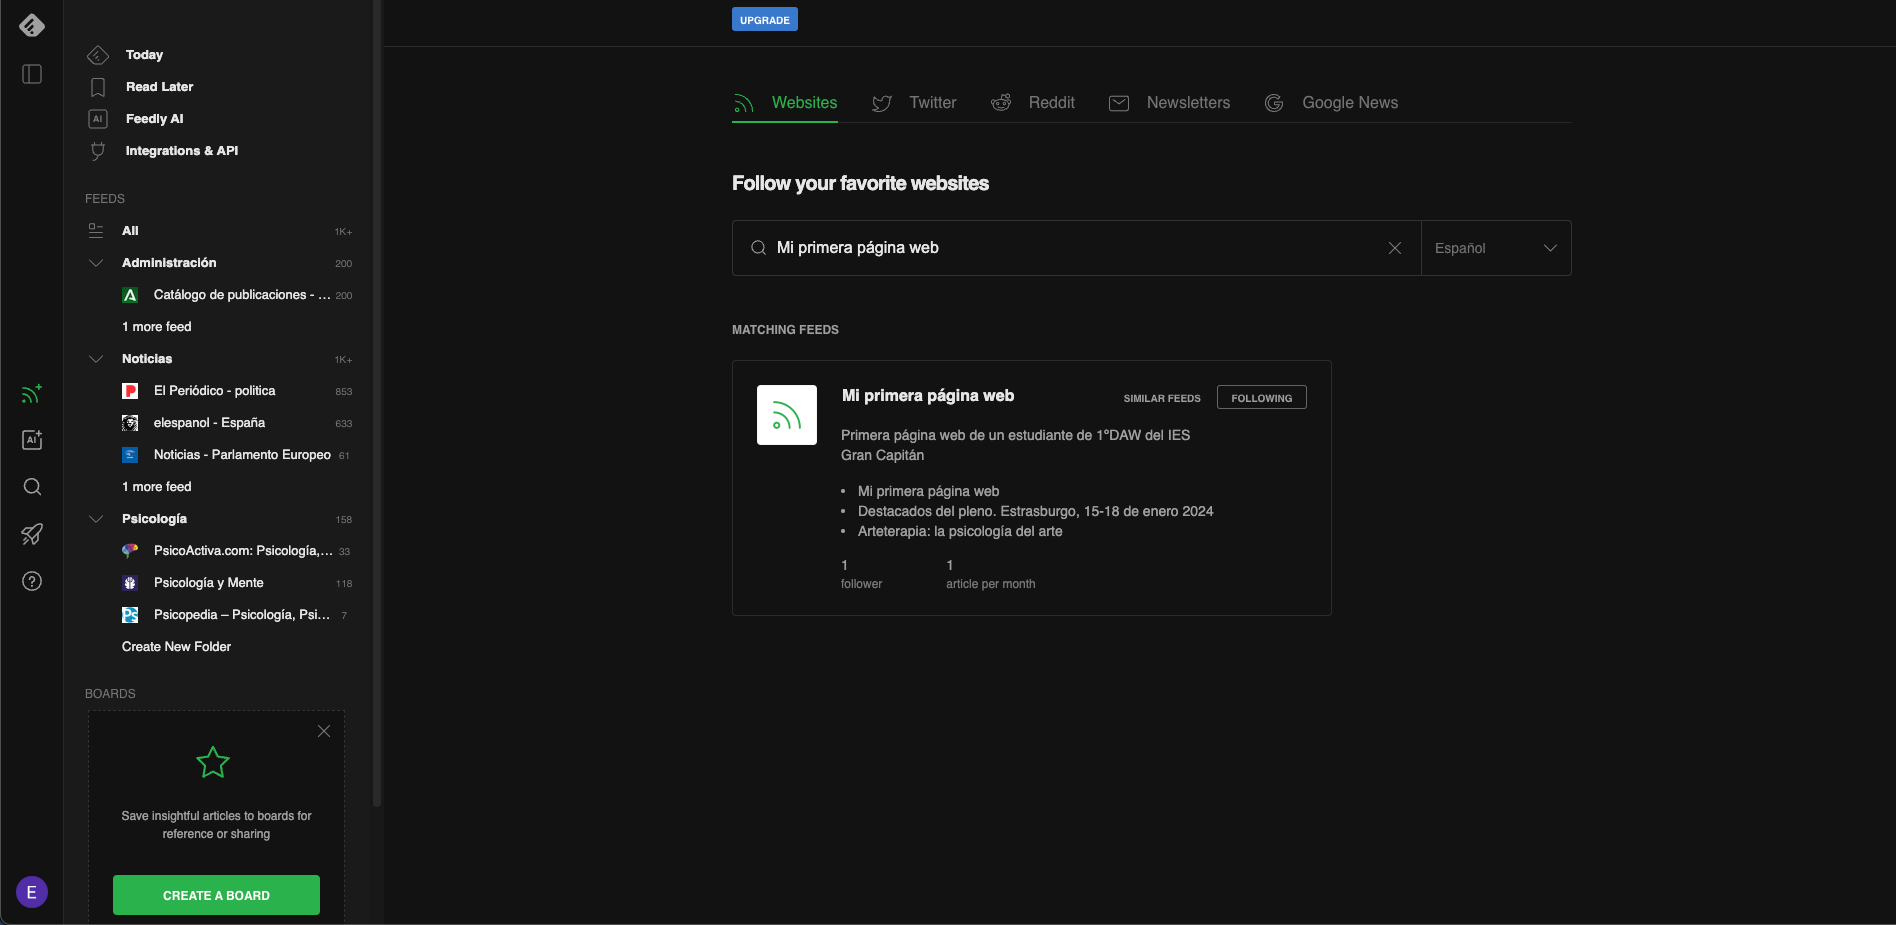 Today
Read Later
AI
Feedly AI
Integrations & API
FEEDS
All 1K+
Administración 200
Catálogo de publicaciones - ... 200
1 more feed
Noticias 1K+
El Periódico - politica 853
elespanol - España 633
Noticias - Parlamento Europeo 61
1 more feed
Psicología 158
PsicoActiva.com: Psicología,... 33
Psicología y Mente 118
Psicopedia – Psicología, Psi... 7
Create New Folder
BOARDS
Save insightful articles to boards for
reference or sharing
CREATE A BOARD
AI
E
UPGRADE
Websites Twitter Reddit Newsletters Google News
Follow your favorite websites
Mi primera página web Español
MATCHING FEEDS
Mi primera página web SIMILAR FEEDS FOLLOWING
Primera página web de un estudiante de 1ºDAW del IES
Gran Capitán
• Mi primera página web
• Destacados del pleno. Estrasburgo, 15-18 de enero 2024
• Arteterapia: la psicología del arte
1 1
follower article per month